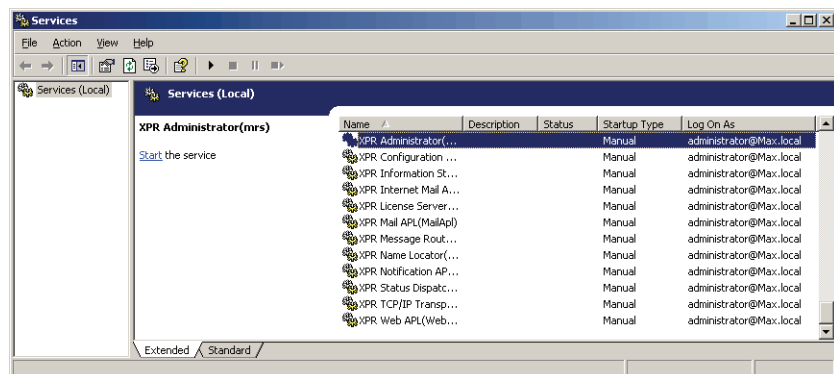 Services
File Action View Help
Services (Local)
Services (Local)
XPR Administrator(mrs)
Start the service
Name Description Status Startup Type Log On As
XPR Administrator(... Manual administrator@Max.local
XPR Configuration ... Manual administrator@Max.local
XPR Information St... Manual administrator@Max.local
XPR Internet Mail A... Manual administrator@Max.local
XPR License Server... Manual administrator@Max.local
XPR Mail APL(MailApl) Manual administrator@Max.local
XPR Message Rout... Manual administrator@Max.local
XPR Name Locator(... Manual administrator@Max.local
XPR Notification AP... Manual administrator@Max.local
XPR Status Dispatc... Manual administrator@Max.local
XPR TCP/IP Transp... Manual administrator@Max.local
XPR Web APL(Web... Manual administrator@Max.local
Extended Standard